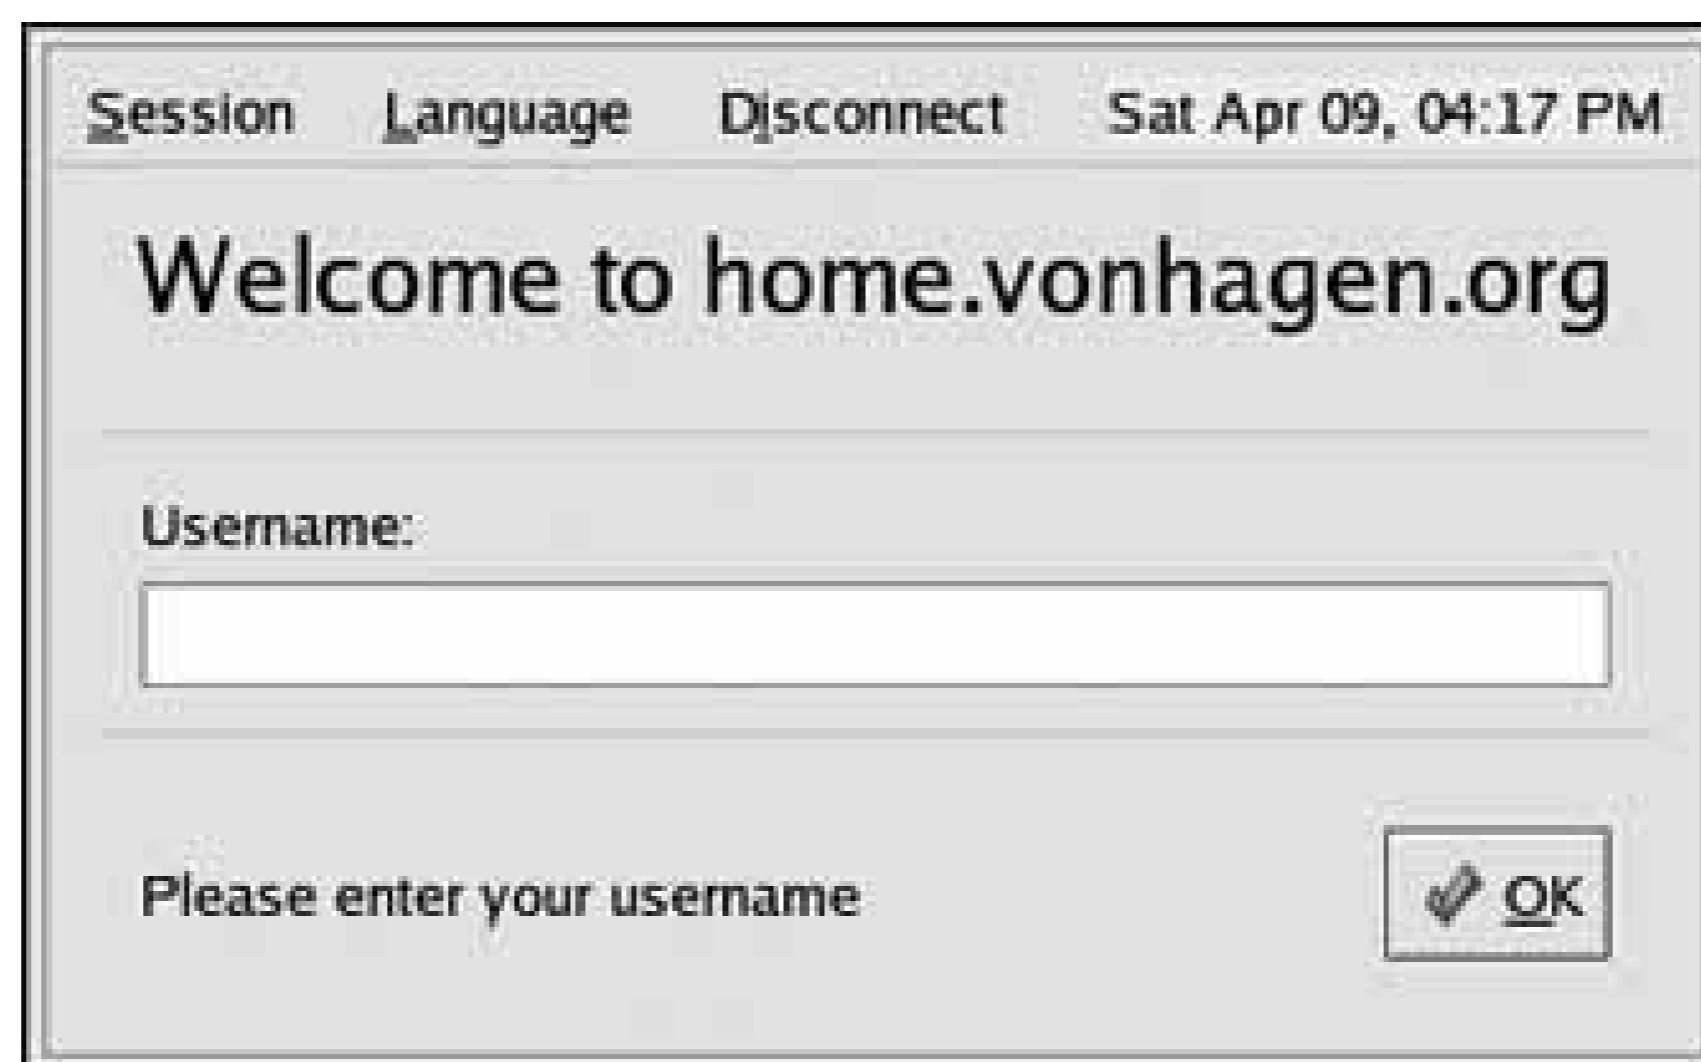 Session Language Disconnect Sat Apr 09, 04:17 PM
Welcome to home.vonhagen.org
Username:
Please enter your username
OK